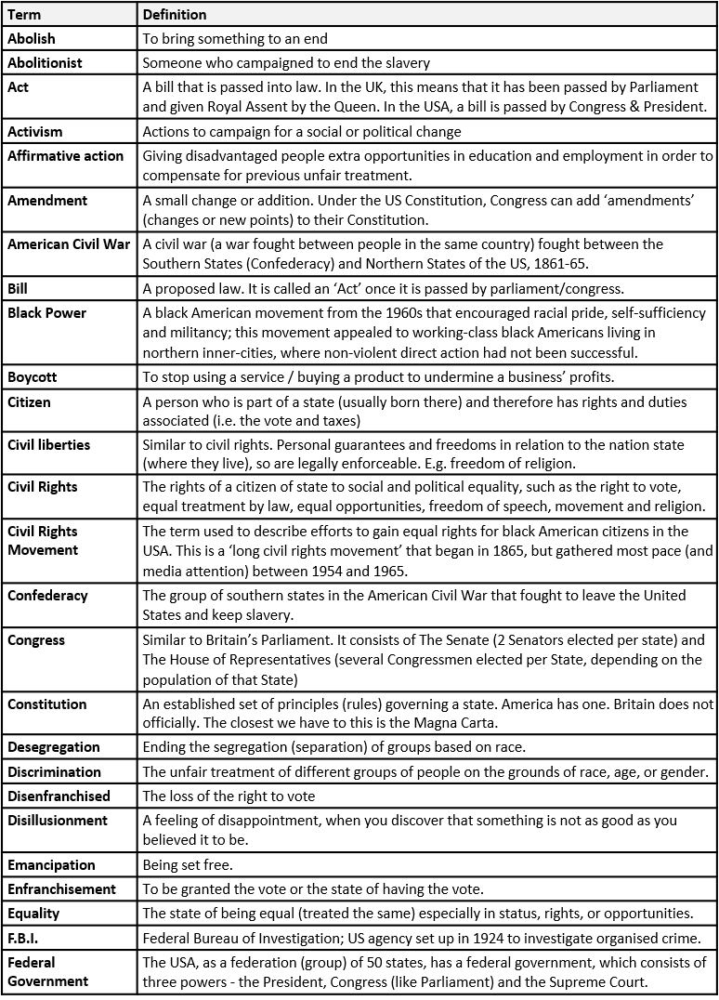 Term Definition
Abolish To bring something to an end
Abolitionist Someone who campaigned to end the slavery
Act A bill that is passed into law. In the UK, this means that it has been passed by Parliament
and given Royal Assent by the Queen. In the USA, a bill is passed by Congress & President.
Activism Actions to campaign for a social or political change
Affirmative action Giving disadvantaged people extra opportunities in education and employment in order to
compensate for previous unfair treatment.
Amendment A small change or addition. Under the US Constitution, Congress can add ‘amendments’
(changes or new points) to their Constitution.
American Civil War A civil war (a war fought between people in the same country) fought between the
Southern States (Confederacy) and Northern States of the US, 1861-65.
Bill A proposed law. It is called an ‘Act’ once it is passed by parliament/congress.
Black Power A black American movement from the 1960s that encouraged racial pride, self-sufficiency
and militancy; this movement appealed to working-class black Americans living in
northern inner-cities, where non-violent direct action had not been successful.
Boycott To stop using a service / buying a product to undermine a business’ profits.
Citizen A person who is part of a state (usually born there) and therefore has rights and duties
associated (i.e. the vote and taxes)
Civil liberties Similar to civil rights. Personal guarantees and freedoms in relation to the nation state
(where they live), so are legally enforceable. E.g. freedom of religion.
Civil Rights The rights of a citizen of state to social and political equality, such as the right to vote,
equal treatment by law, equal opportunities, freedom of speech, movement and religion.
Civil Rights The term used to describe efforts to gain equal rights for black American citizens in the
Movement USA. This is a ‘long civil rights movement’ that began in 1865, but gathered most pace (and
media attention) between 1954 and 1965.
Confederacy The group of southern states in the American Civil War that fought to leave the United
States and keep slavery.
Congress Similar to Britain’s Parliament. It consists of The Senate (2 Senators elected per state) and
The House of Representatives (several Congressmen elected per State, depending on the
population of that State)
Constitution An established set of principles (rules) governing a state. America has one. Britain does not
officially. The closest we have to this is the Magna Carta.
Desegregation Ending the segregation (separation) of groups based on race.
Discrimination The unfair treatment of different groups of people on the grounds of race, age, or gender.
Disenfranchised The loss of the right to vote
Disillusionment A feeling of disappointment, when you discover that something is not as good as you
believed it to be.
Emancipation Being set free.
Enfranchisement To be granted the vote or the state of having the vote.
Equality The state of being equal (treated the same) especially in status, rights, or opportunities.
F.B.I. Federal Bureau of Investigation; US agency set up in 1924 to investigate organised crime.
Federal The USA, as a federation (group) of 50 states, has a federal government, which consists of
Government three powers - the President, Congress (like Parliament) and the Supreme Court.